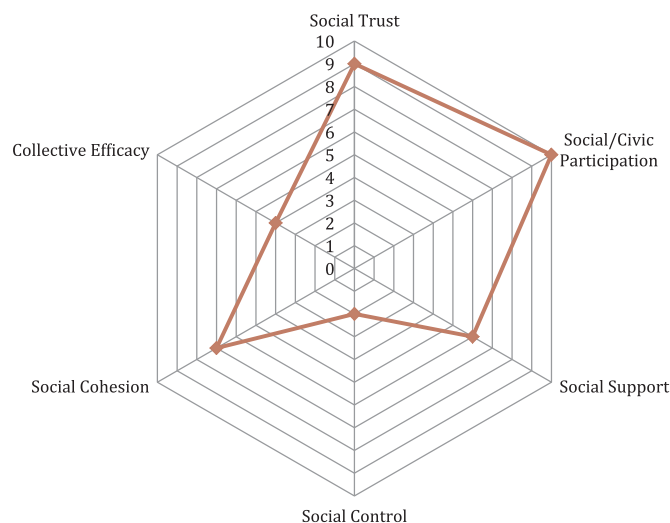 Social Trust
10
9
8
7
6
5
4
3
2
1
0
Social/Civic
Participation
Social Support
Social Control
Social Cohesion
Collective Efficacy